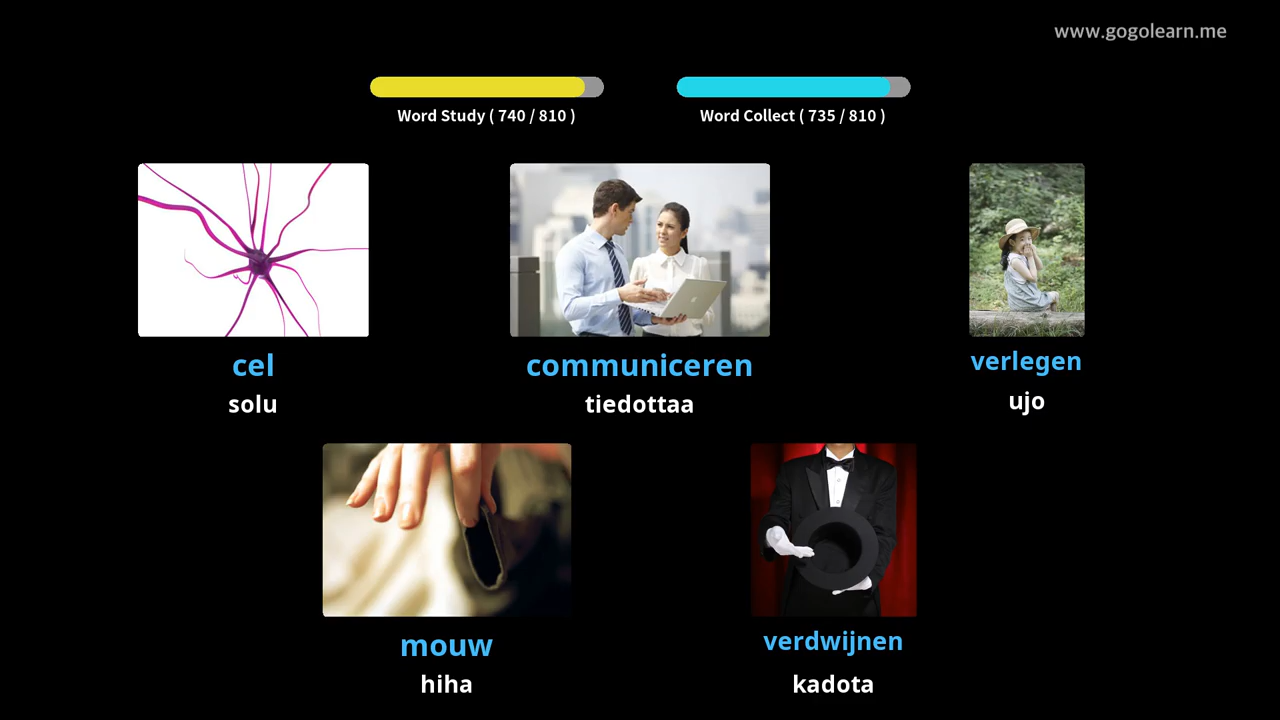 www.gogolearn.me
Word Study ( 740 / 810 )
Word Collect ( 735 / 810 )
cel
solu
communiceren
tiedottaa
verlegen
ujo
mouw
hiha
verdwijnen
kadota